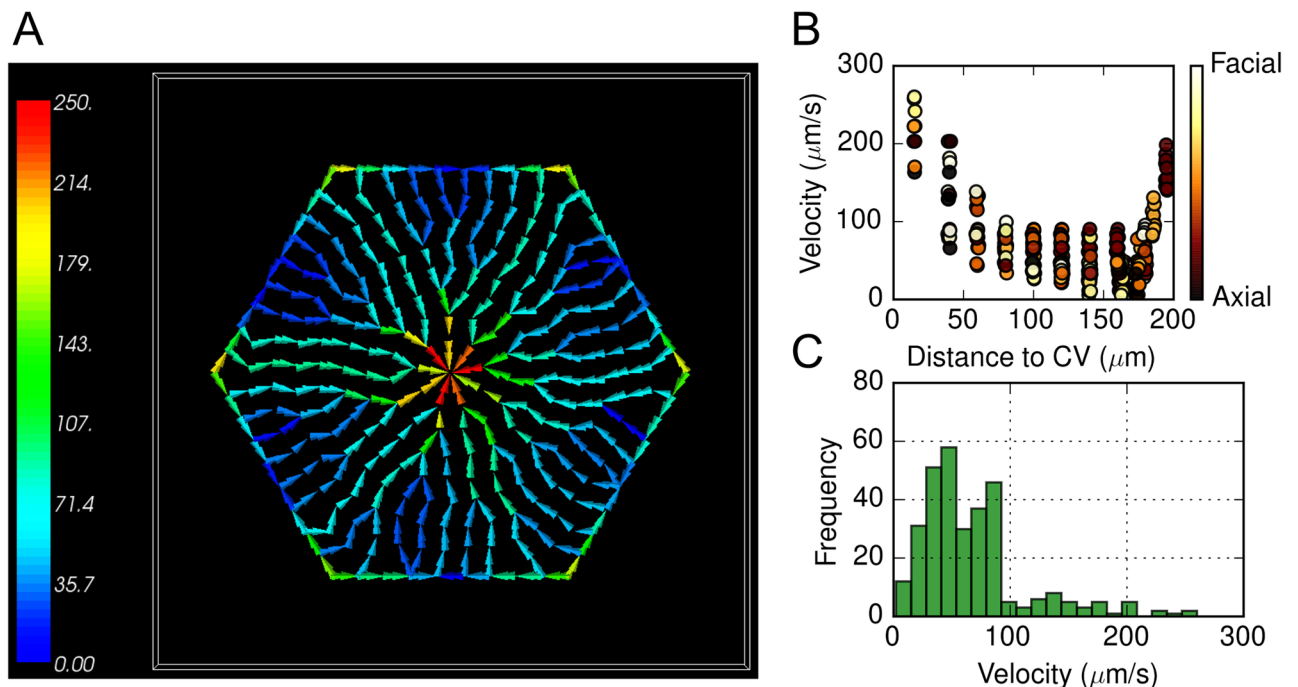 A
250.
214.
179.
143.
107.
71.4
35.7
0.00
B
300
200
100
0
Velocity (μm/s)
0 50 100 150 200
Distance to CV (μm)
Facial
Axial
C
80
60
40
20
0
Frequency
0 100 200 300
Velocity (μm/s)